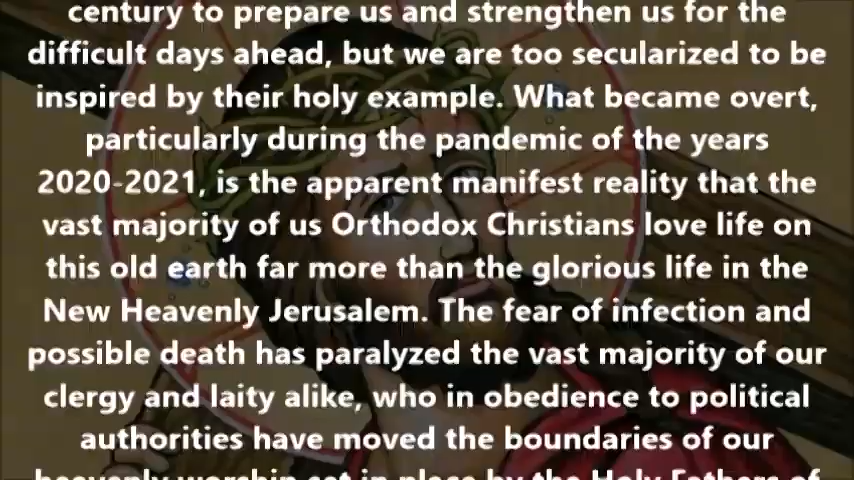 century to prepare us and strengthen us for the
difficult days ahead, but we are too secularized to be
inspired by their holy example. What became overt,
particularly during the pandemic of the years
2020-2021, is the apparent manifest reality that the
vast majority of us Orthodox Christians love life on
this old earth far more than the glorious life in the
New Heavenly Jerusalem. The fear of infection and
possible death has paralyzed the vast majority of our
clergy and laity alike, who in obedience to political
authorities have moved the boundaries of our
heavenly worship set in place by the Holy Fathers of